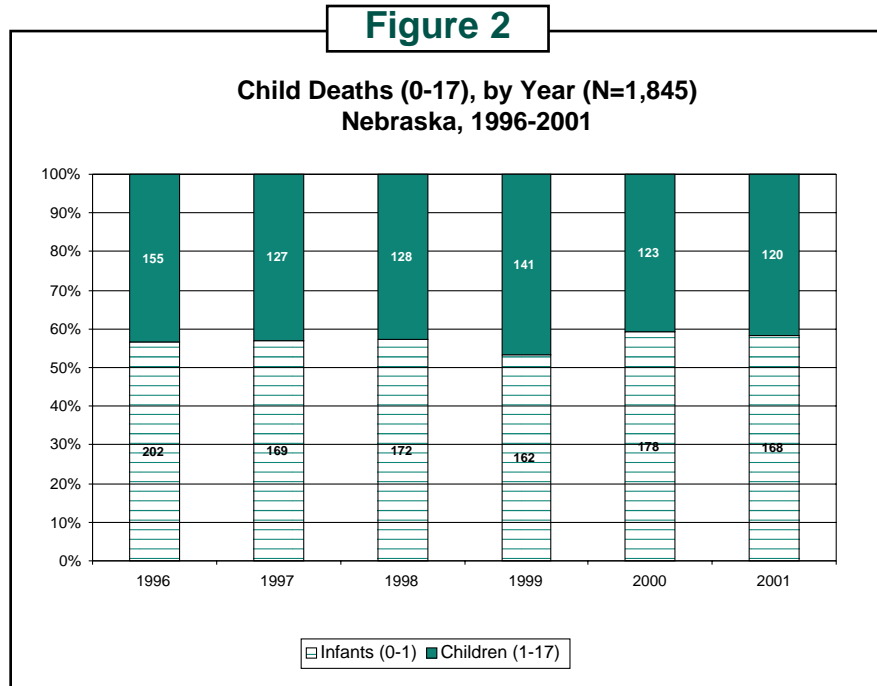 Figure 2
Child Deaths (0-17), by Year (N=1,845)
Nebraska, 1996-2001
100%
90%
80%
70%
60%
50%
40%
30%
20%
10%
0%
155 127 128 141 123 120
202 169 172 162 178 168
1996 1997 1998 1999 2000 2001
Infants (0-1) Children (1-17)